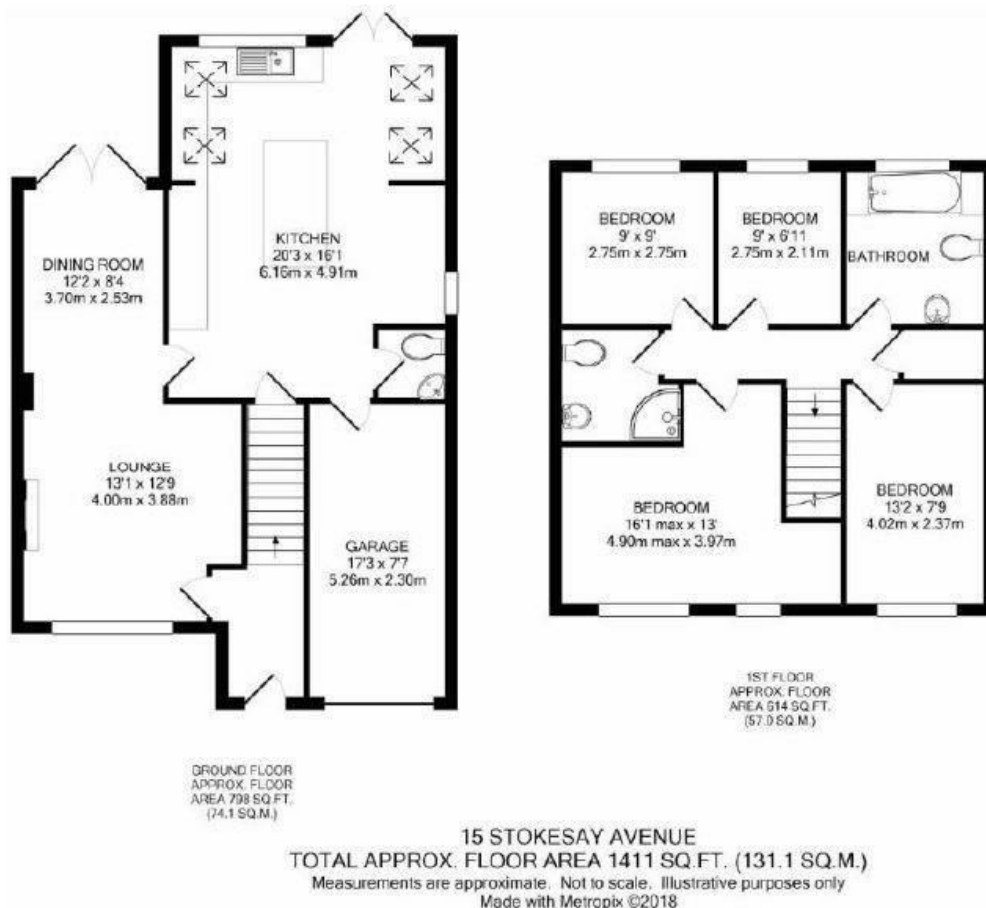 DINING ROOM
12'2 x 8'4
3.70m x 2.53m
KITCHEN
20'3 x 16'1
6.16m x 4.91m
LOUNGE
13'1 x 12'9
4.00m x 3.88m
GARAGE
17'3 x 7'7
5.26m x 2.30m
GROUND FLOOR
APPROX. FLOOR
AREA 798 SQ.FT.
(74.1 SQ.M.)
BEDROOM
9' x 9'
2.75m x 2.75m
BEDROOM
9' x 6'11
2.75m x 2.11m
BATHROOM
BEDROOM
16'1 max x 13'
4.90m max x 3.97m
BEDROOM
13'2 x 7'9
4.02m x 2.37m
1ST FLOOR
APPROX. FLOOR
AREA 614 SQ.FT.
(57.0 SQ.M.)
15 STOKESAY AVENUE
TOTAL APPROX. FLOOR AREA 1411 SQ.FT. (131.1 SQ.M.)
Measurements are approximate. Not to scale. Illustrative purposes only
Made with Metropix ©2018